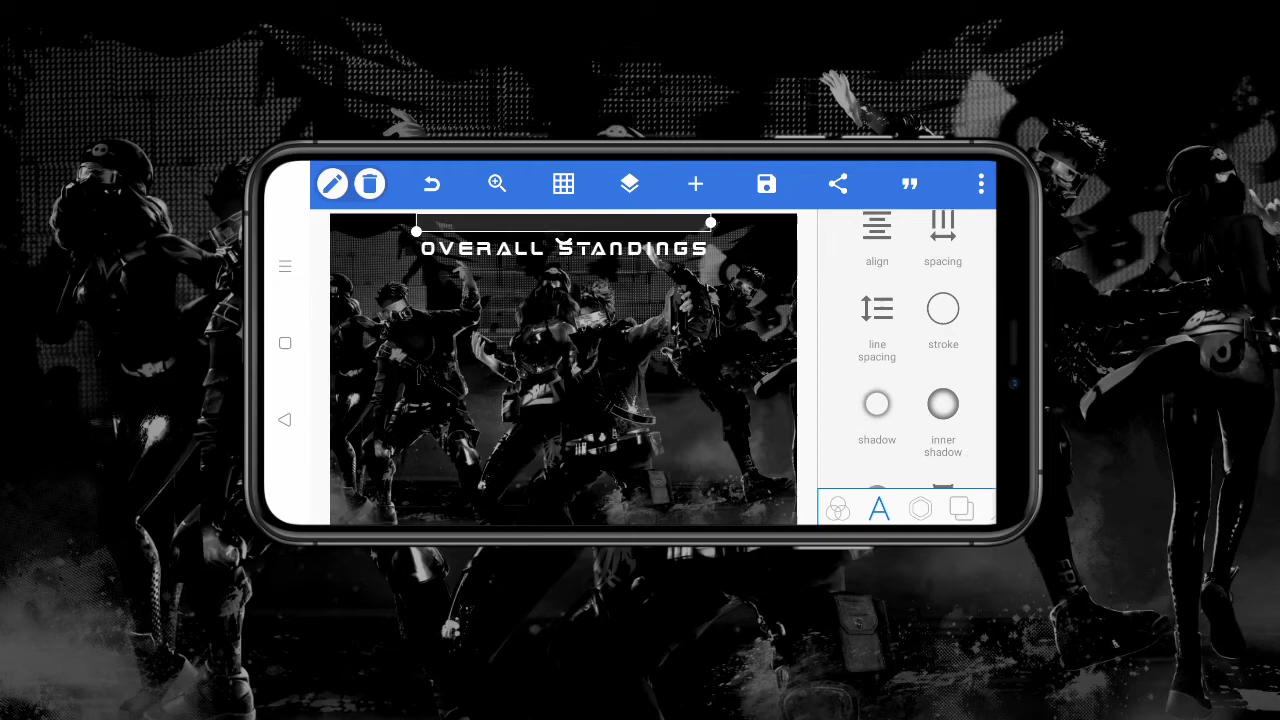 OVERALL STANDINGS
align
spacing
line
spacing
stroke
shadow
inner
shadow